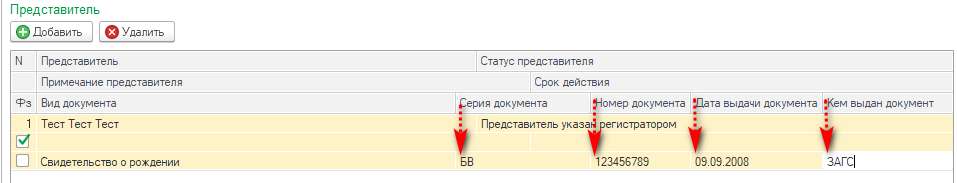 Представитель
Добавить Удалить
N Представитель Статус представителя
Примечание представителя Срок действия
Фз Вид документа Серия документа Номер документа Дата выдачи документа Кем выдан документ
1 Тест Тест Тест Представитель указан регистратором
Свидетельство о рождении БВ 123456789 09.09.2008 ЗАГС